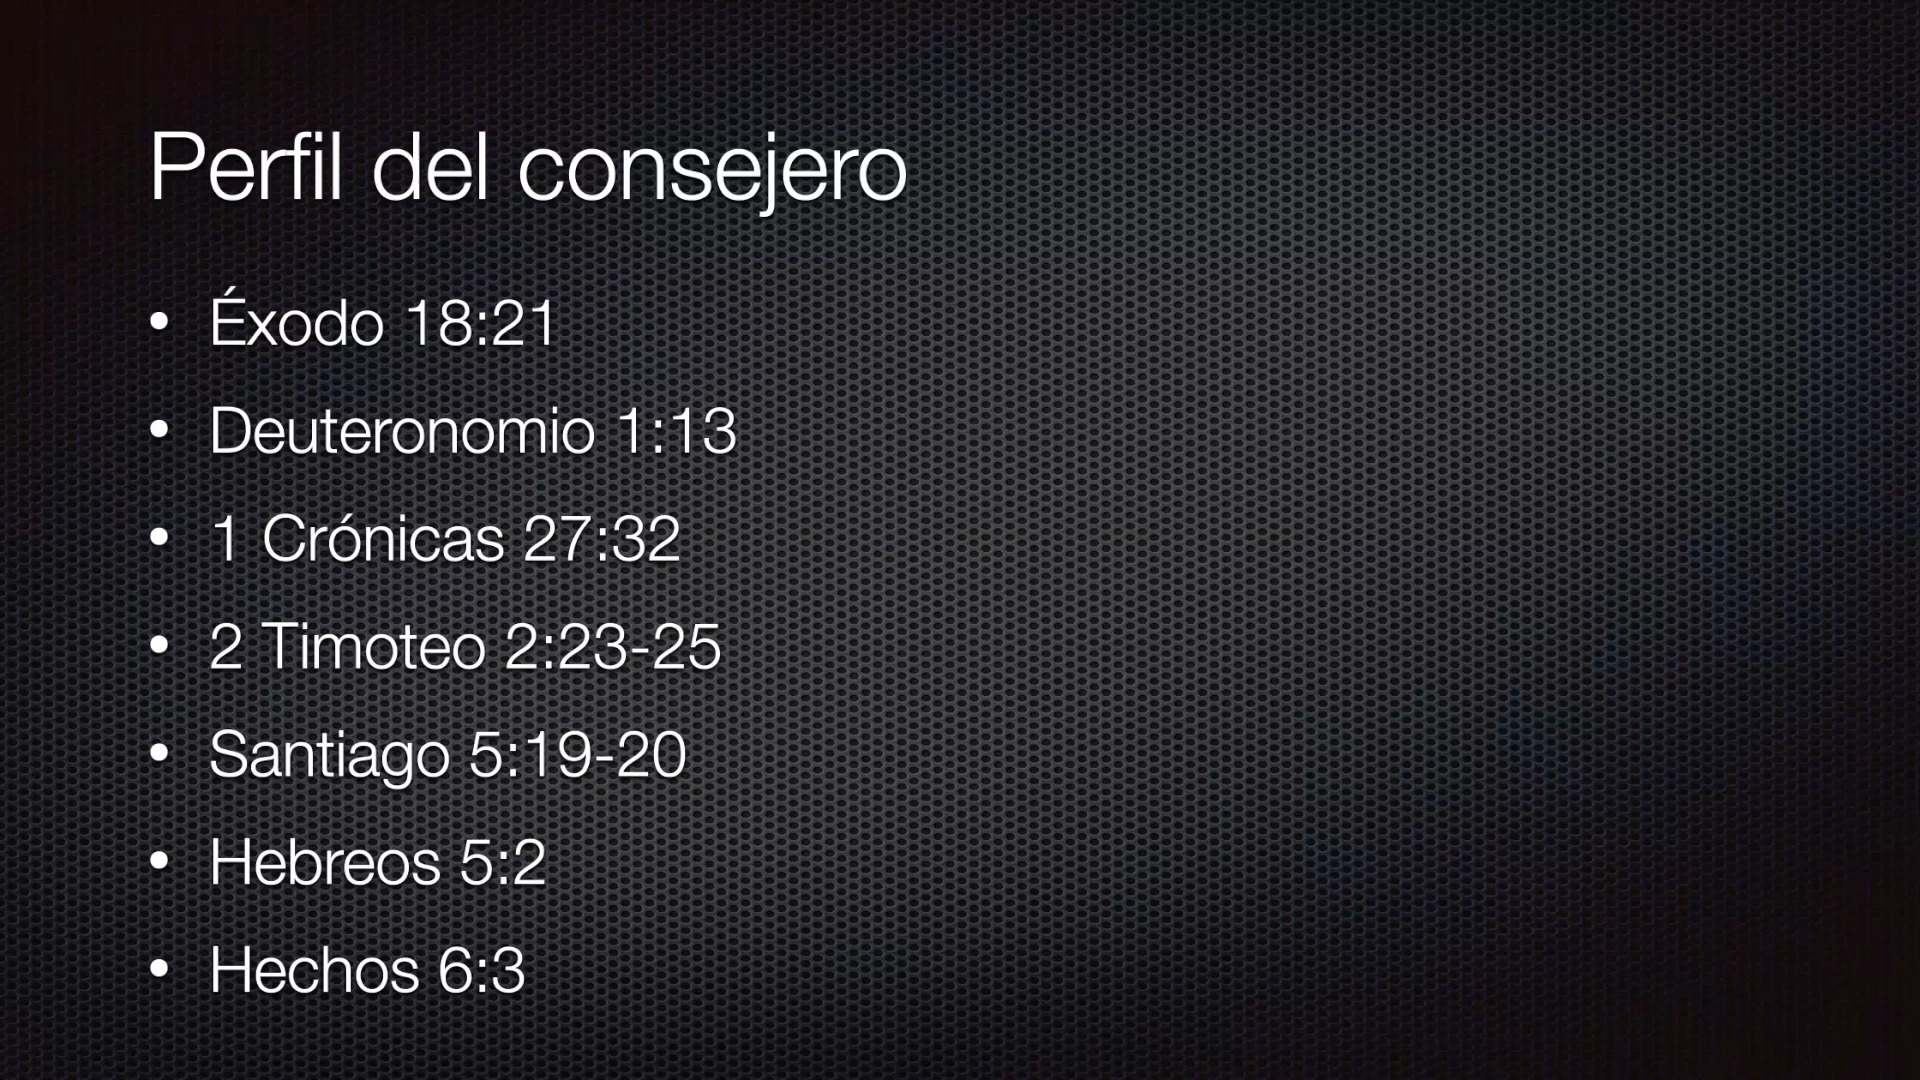 Perfil del consejero
• Éxodo 18:21
• Deuteronomio 1:13
• 1 Crónicas 27:32
• 2 Timoteo 2:23-25
• Santiago 5:19-20
• Hebreos 5:2
• Hechos 6:3